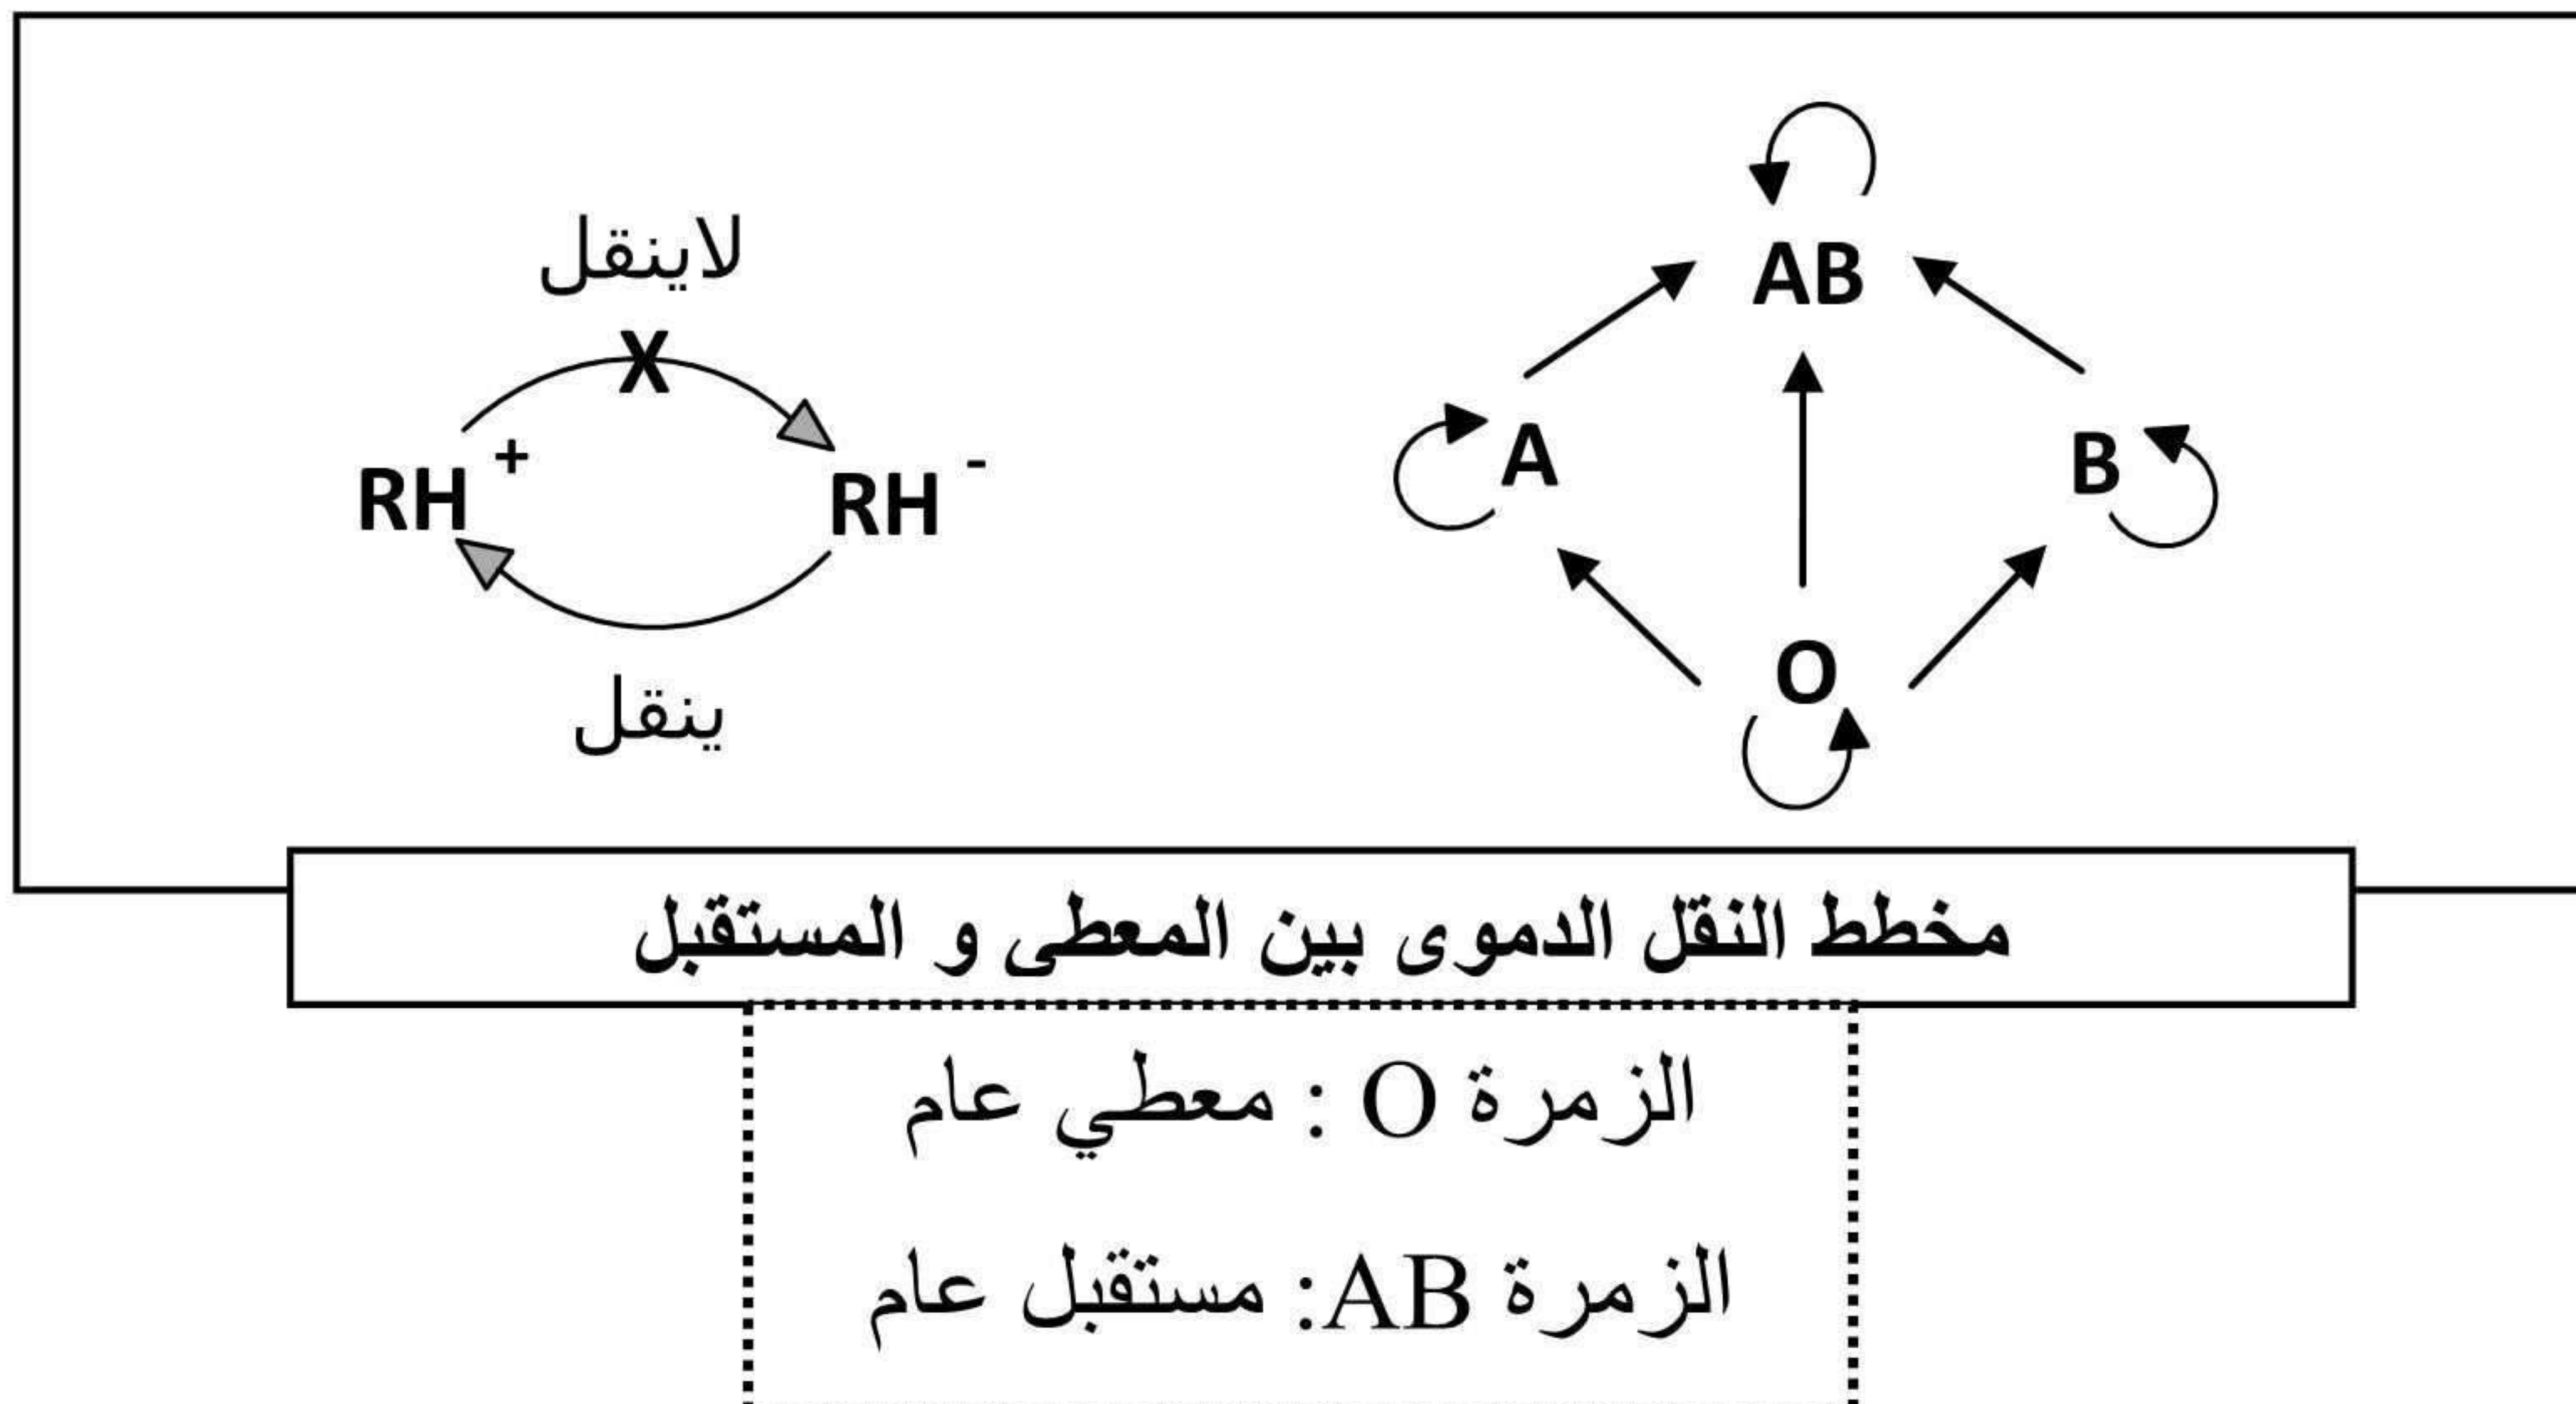 لاينقل
X
RH + RH -
ينقل
AB
A B
O
مخطط النقل الدموى بين المعطى و المستقبل
الزمرة O : معطي عام
الزمرة AB: مستقبل عام